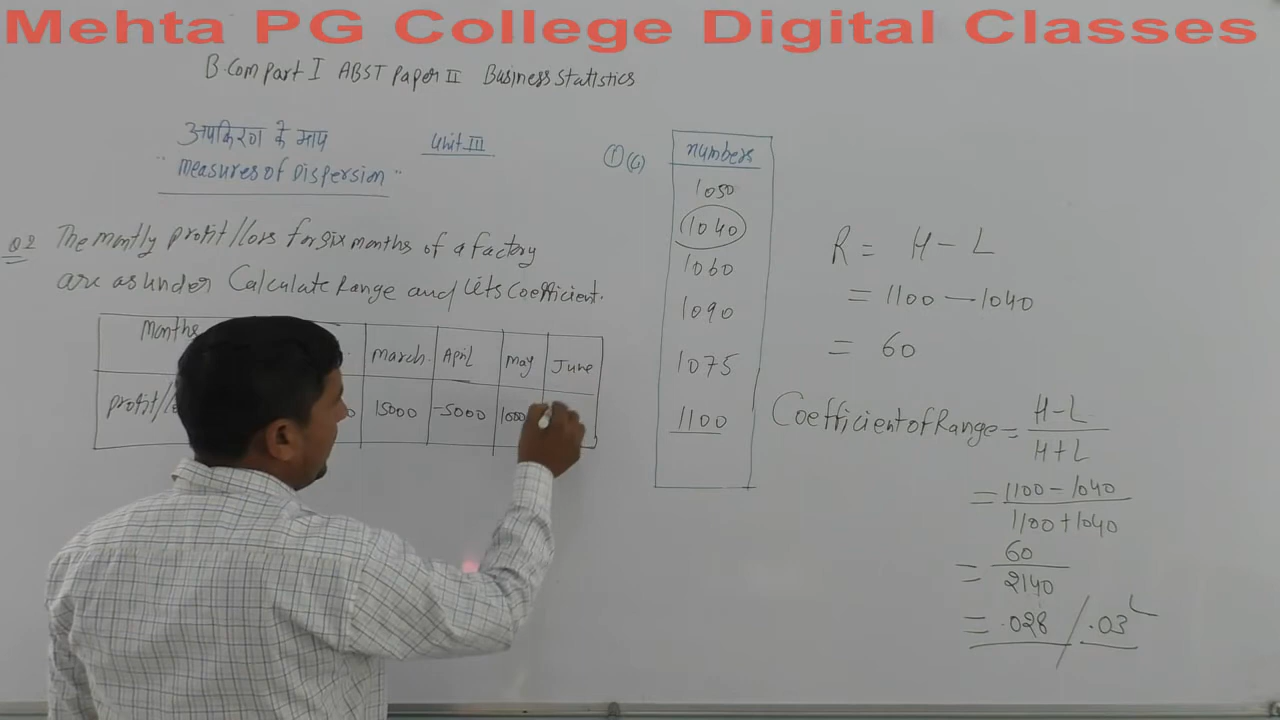 Mehta PG College Digital Classes
B.Com Part I ABST Paper II Business Statistics
अपकिरण के माप
Unit III
"Measures of Dispersion"
Q 2 The montly profit/loss for six months of a factory
are as under Calculate Range and its Coefficient.
Months March. April May June
profit/ 15000 -5000
① (G)
numbers
1050
1040
1060
1090
1075
1100
R = H - L
= 1100 - 1040
= 60
Coefficient of Range = H-L
H+L
= 1100 - 1040
1100 + 1040
= 60
2140
= .028 / .03